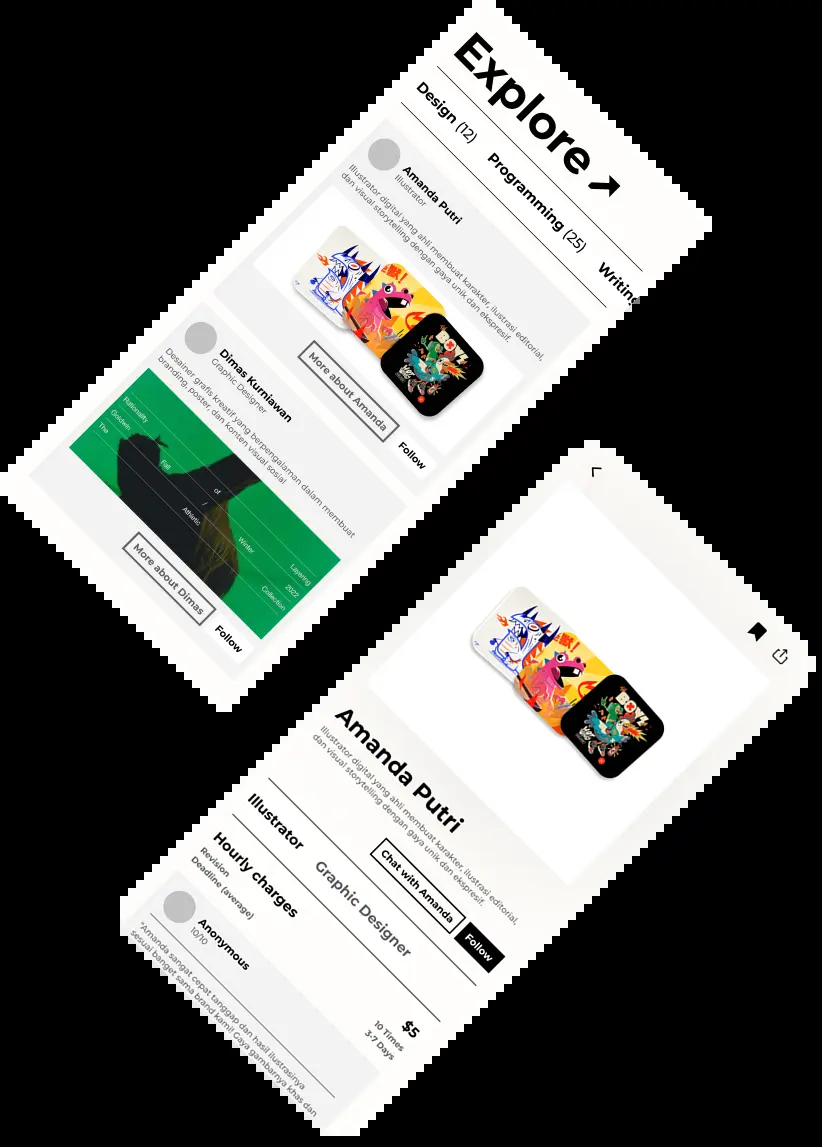 Explore
Design (12)
Programming (25)
Writing
Amanda Putri
Illustrator
Illustrator digital yang ahli membuat karakter, ilustrasi editorial,
dan visual storytelling dengan gaya unik dan ekspresif.
BOYZ
More about Amanda
Follow
Dimas Kurniawan
Graphic Designer
Desainer grafis kreatif yang berpengalaman dalam membuat
branding, poster, dan konten visual sosial
Rationality
Layering
Goldwin
Fall
of
Winter
2022
The
/
Athletic
Collection
More about Dimas
Follow
BOYZ
Amanda Putri
Illustrator digital yang ahli membuat karakter, ilustrasi editorial,
dan visual storytelling dengan gaya unik dan ekspresif.
Chat with Amanda
Follow
Illustrator
Graphic Designer
Hourly charges
$5
Revision
10 Times
Deadline (average)
3-7 Days
Anonymous
10/10
"Amanda sangat cepat tanggap dan hasil ilustrasinya
sesuai banget sama brand kami! Gaya gambarnya khas dan